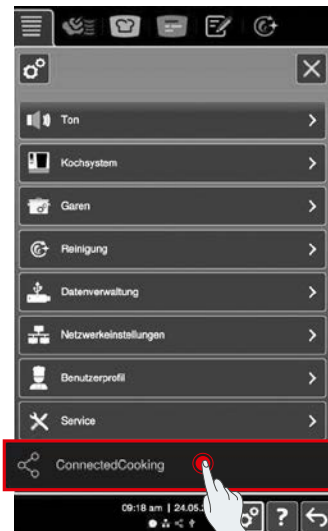 Ton
Kochsystem
Garen
Reinigung
Datenverwaltung
Netzwerkeinstellungen
Benutzerprofil
Service
ConnectedCooking
09:18 am | 24.05.
?